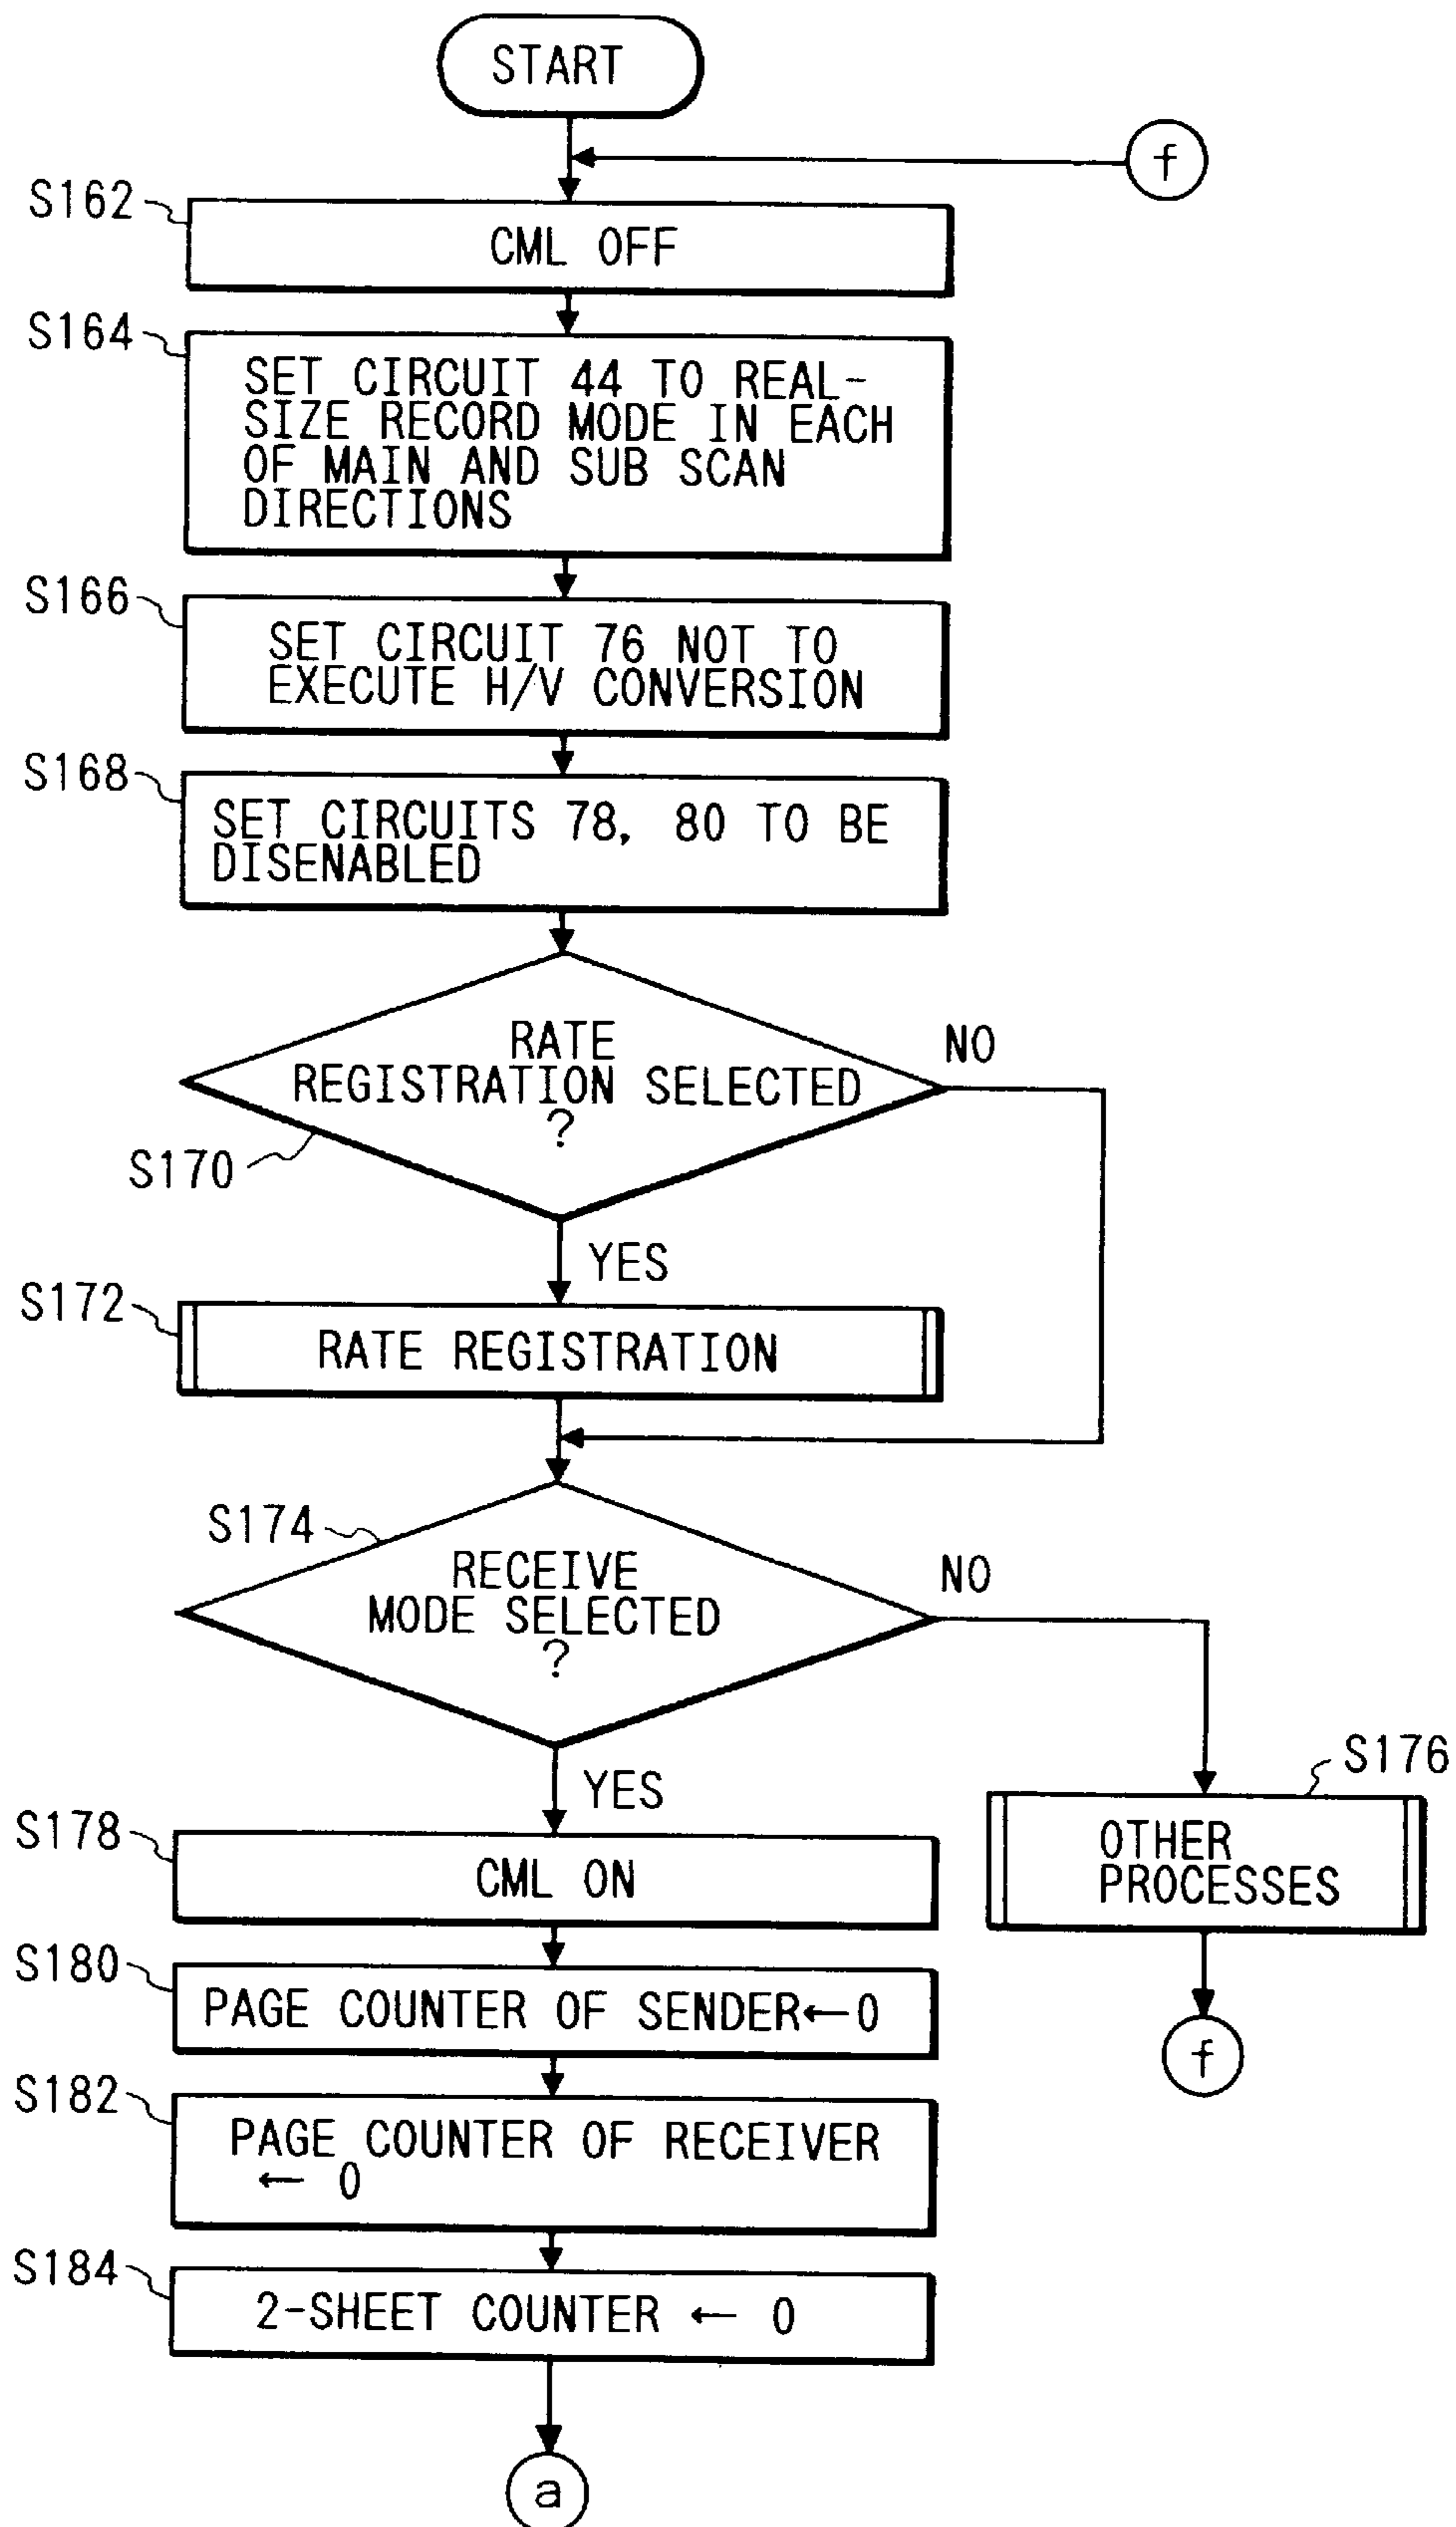 START
f
S162
CML OFF
S164
SET CIRCUIT 44 TO REAL-
SIZE RECORD MODE IN EACH
OF MAIN AND SUB SCAN
DIRECTIONS
S166
SET CIRCUIT 76 NOT TO
EXECUTE H/V CONVERSION
S168
SET CIRCUITS 78, 80 TO BE
DISENABLED
RATE
REGISTRATION SELECTED
?
NO
S170
YES
S172
RATE REGISTRATION
S174
RECEIVE
MODE SELECTED
?
NO
YES
S176
OTHER
PROCESSES
f
S178
CML ON
S180
PAGE COUNTER OF SENDER←0
S182
PAGE COUNTER OF RECEIVER
← 0
S184
2-SHEET COUNTER ← 0
a